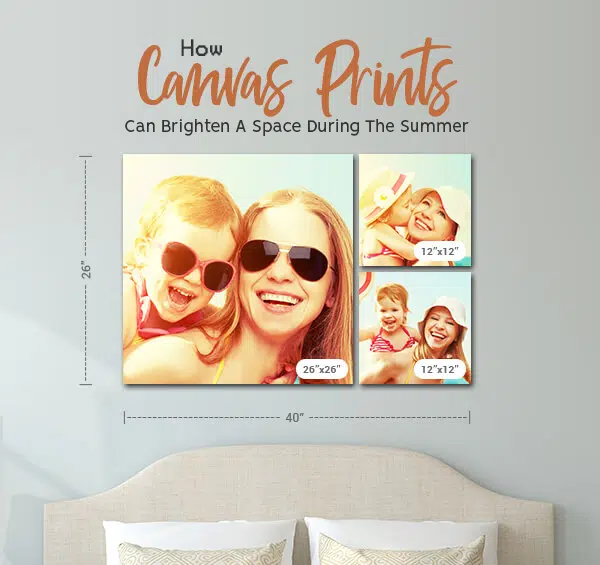 How
Canvas Prints
Can Brighten A Space During The Summer
26"
12"x12"
26"x26"
12"x12"
40"